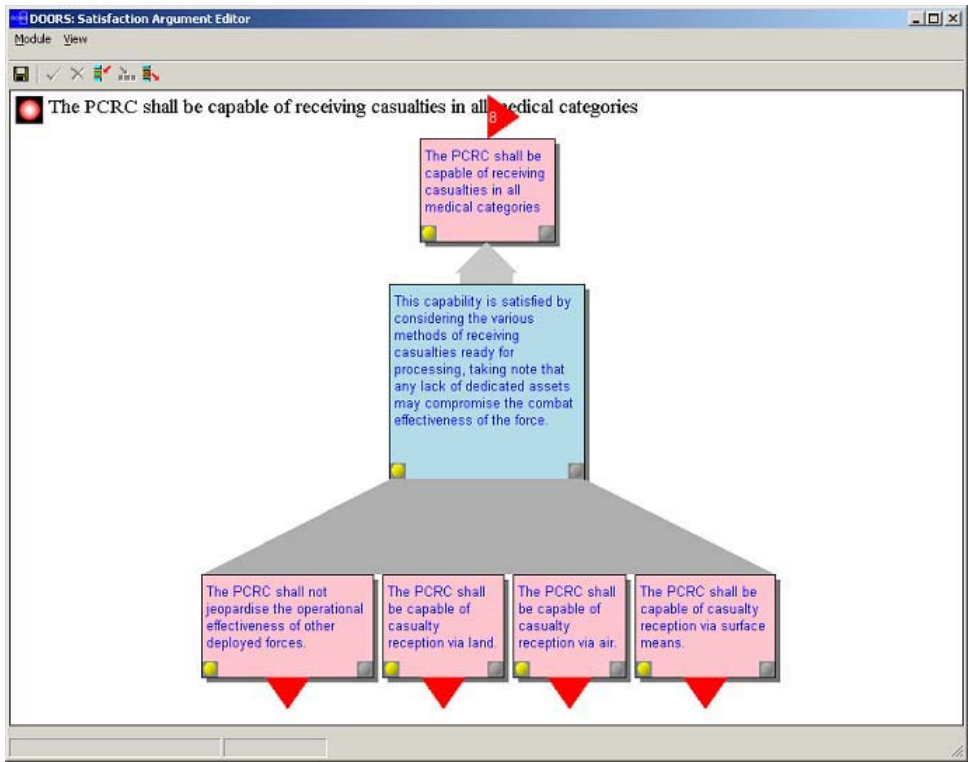 DOORS: Satisfaction Argument Editor
Module View
The PCRC shall be capable of receiving casualties in all medical categories
8
The PCRC shall be
capable of receiving
casualties in all
medical categories
This capability is satisfied by
considering the various
methods of receiving
casualties ready for
processing, taking note that
any lack of dedicated assets
may compromise the combat
effectiveness of the force.
The PCRC shall not
jeopardise the operational
effectiveness of other
deployed forces.
The PCRC shall
be capable of
casualty
reception via land.
The PCRC shall
be capable of
casualty
reception via air.
The PCRC shall be
capable of casualty
reception via surface
means.